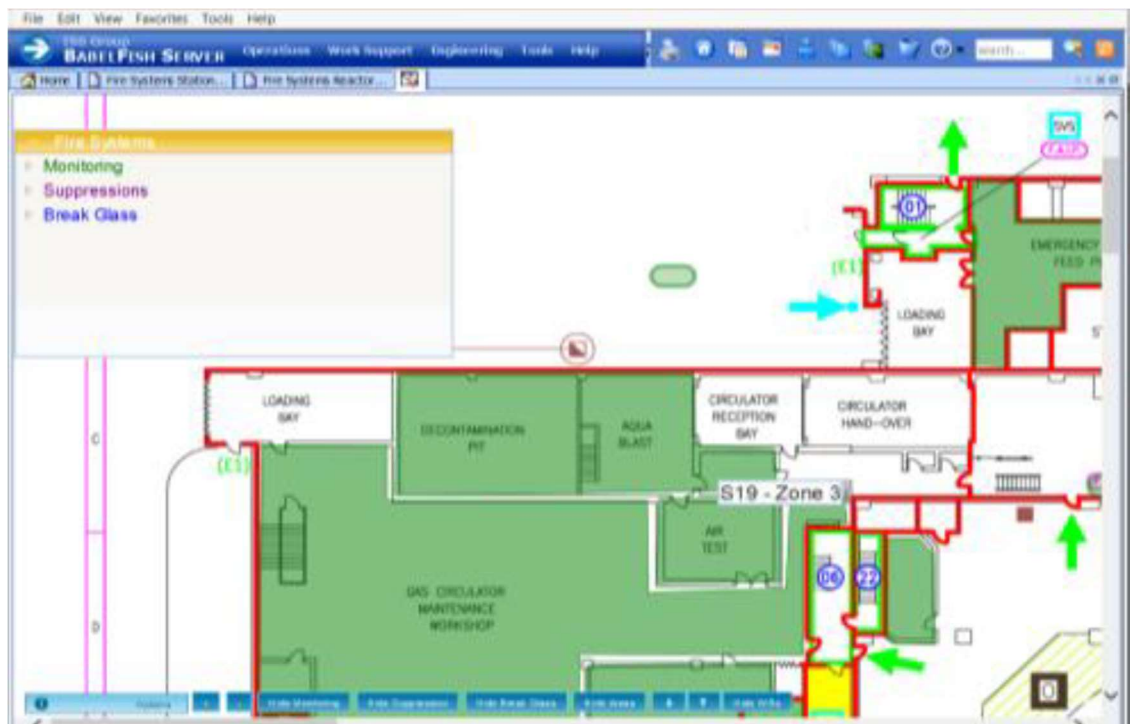 File Edit View Favorites Tools Help
BABELFISH SERVER Operations Work Support Engineering Tools Help
Home Fire Systems Station... Fire Systems Reactor...
Fire Systems
Monitoring
Suppressions
Break Glass
SVS
01
EMERGENCY
FEED
(E1)
LOADING
BAY
LOADING
BAY
DECONTAMINATION
PIT
AQUA
BLAST
CIRCULATOR
RECEPTION
BAY
CIRCULATOR
HAND-OVER
C
(E1)
S19 - Zone 3
AIR
TEST
06
22
GAS CIRCULATOR
MAINTENANCE
WORKSHOP
D
Hide Monitoring Hide Suppression Hide Break Glass